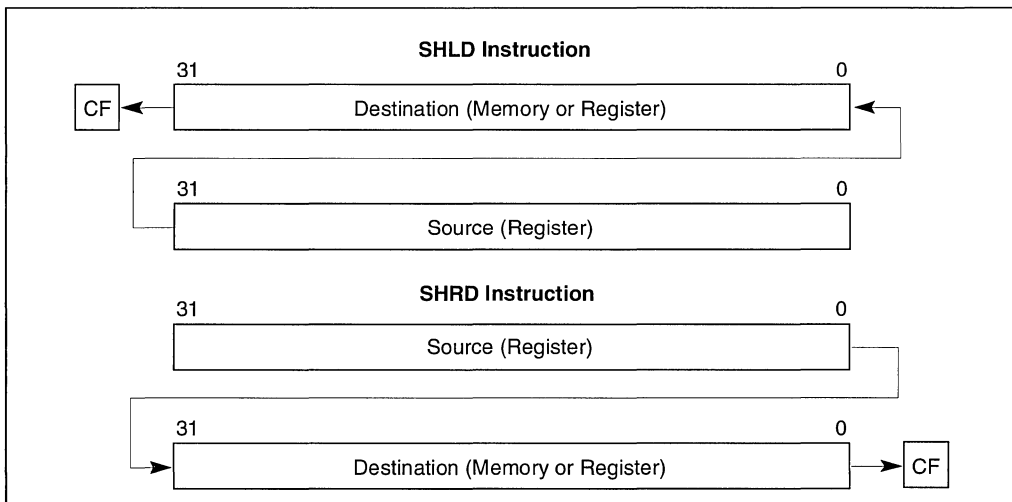 SHLD Instruction
31 0
CF Destination (Memory or Register)
31 0
Source (Register)
SHRD Instruction
31 0
Source (Register)
31 0
Destination (Memory or Register) CF